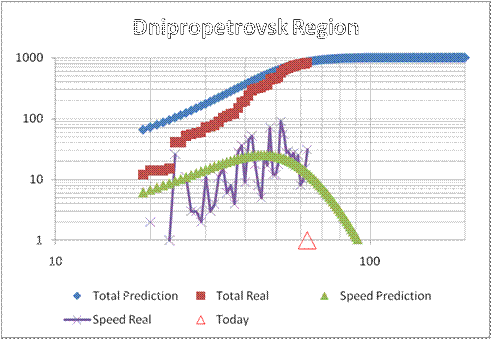 Dnipropetrovsk Region
1000
100
10
1
10 100
Total Prediction Total Real Speed Prediction
Speed Real Today